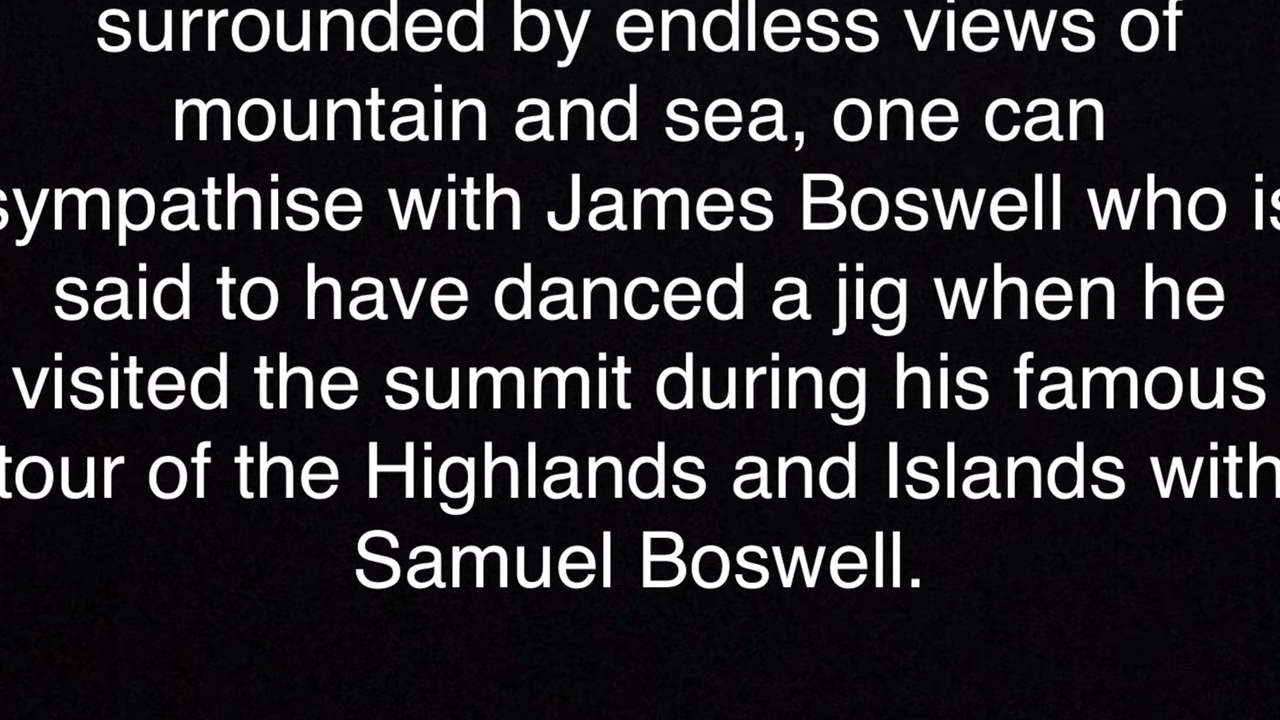 surrounded by endless views of
mountain and sea, one can
sympathise with James Boswell who is
said to have danced a jig when he
visited the summit during his famous
tour of the Highlands and Islands with
Samuel Boswell.